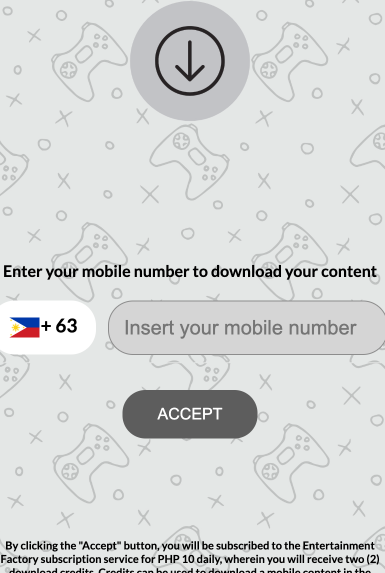 Enter your mobile number to download your content
+ 63
Insert your mobile number
ACCEPT
By clicking the "Accept" button, you will be subscribed to the Entertainment
Factory subscription service for PHP 10 daily, wherein you will receive two (2)
download credits. Credits can be used to download a mobile content in the